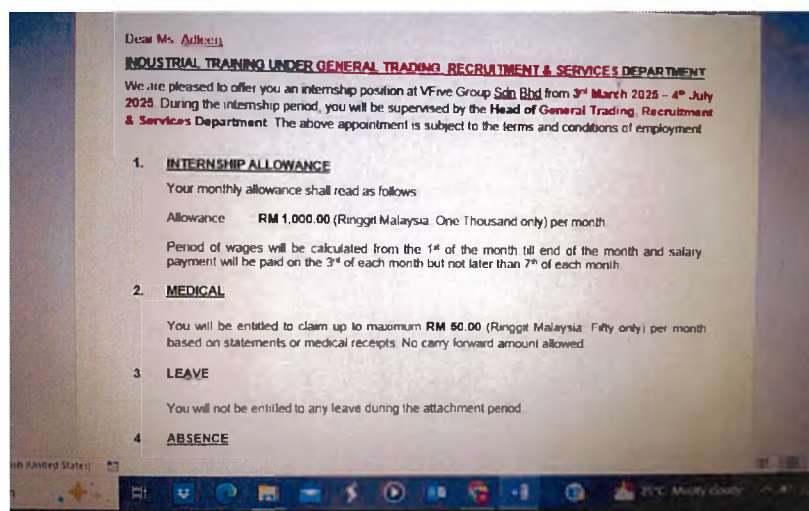 Dear Ms. Adleen
INDUSTRIAL TRAINING UNDER GENERAL TRADING, RECRUITMENT & SERVICES DEPARTMENT
We are pleased to offer you an internship position at VFive Group Sdn Bhd from 3rd March 2025 – 4th July
2025. During the internship period, you will be supervised by the Head of General Trading, Recruitment
& Services Department. The above appointment is subject to the terms and conditions of employment
1. INTERNSHIP ALLOWANCE
Your monthly allowance shall read as follows
Allowance RM 1,000.00 (Ringgit Malaysia One Thousand only) per month
Period of wages will be calculated from the 1st of the month till end of the month and salary
payment will be paid on the 3rd of each month but not later than 7th of each month
2. MEDICAL
You will be entitled to claim up to maximum RM 50.00 (Ringgit Malaysia Fifty only) per month
based on statements or medical receipts. No carry forward amount allowed
3 LEAVE
You will not be entitled to any leave during the attachment period
4 ABSENCE
sh (United States)
25°C Mostly cloudy